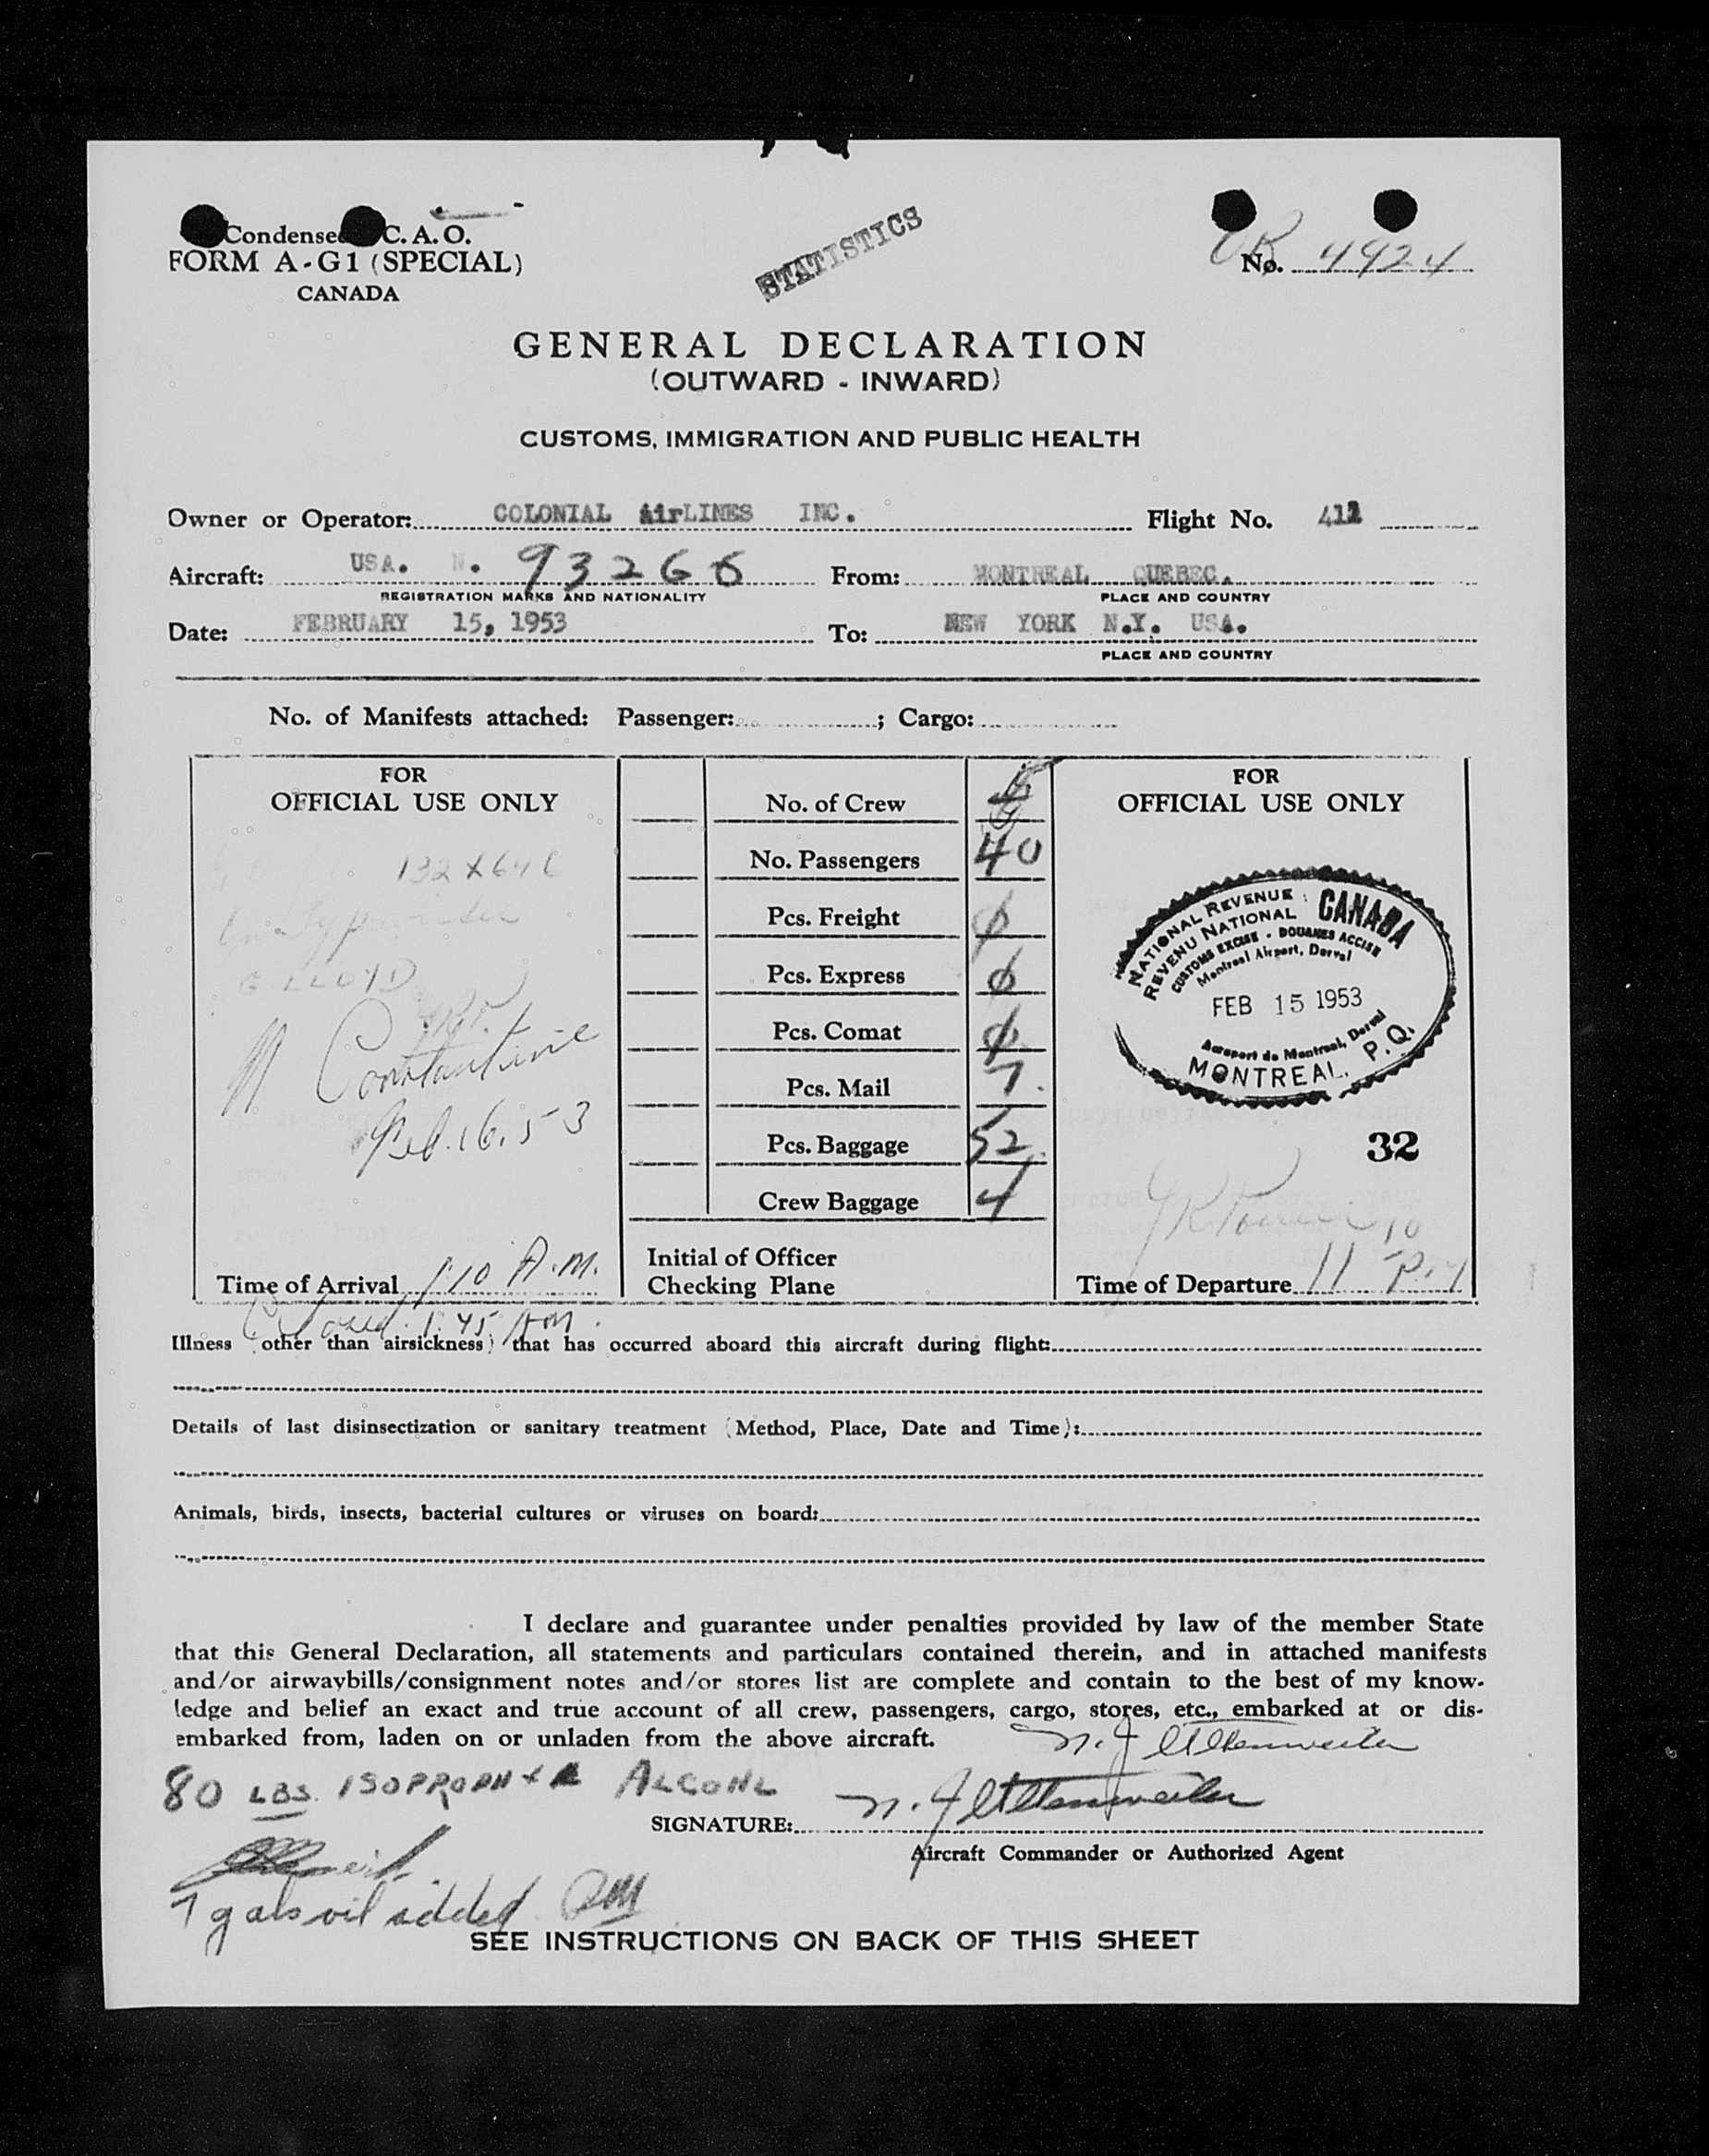 Condensed C. A. O.
FORM A-G1 (SPECIAL)
CANADA
STATISTICS
No. 4924
GENERAL DECLARATION
(OUTWARD - INWARD)
CUSTOMS, IMMIGRATION AND PUBLIC HEALTH
Owner or Operator: COLONIAL AirLINES INC. Flight No. 412
Aircraft: USA. N. 93266 From: MONTREAL QUEBEC.
REGISTRATION MARKS AND NATIONALITY PLACE AND COUNTRY
Date: FEBRUARY 15, 1953 To: NEW YORK N.Y. USA.
PLACE AND COUNTRY
No. of Manifests attached: Passenger: ; Cargo:
FOR
OFFICIAL USE ONLY
132 X 646
G LLOYD
N Constantine
Feb. 16. 53
Time of Arrival 1:10 A.M.
1:45 AM.
No. of Crew
No. Passengers 40
Pcs. Freight ϕ
Pcs. Express ϕ
Pcs. Comat ϕ
Pcs. Mail 7.
Pcs. Baggage 52
Crew Baggage 4
Initial of Officer
Checking Plane
FOR
OFFICIAL USE ONLY
NATIONAL REVENUE : CANADA
REVENU NATIONAL
CUSTOMS EXCISE - DOUANES ACCISE
Montreal Airport, Dorval
FEB 15 1953
Aeroport de Montreal, Dorval
MONTREAL, P.Q.
32
Time of Departure 11 10 P.M
Illness (other than airsickness) that has occurred aboard this aircraft during flight:
Details of last disinsectization or sanitary treatment (Method, Place, Date and Time):
Animals, birds, insects, bacterial cultures or viruses on board:
I declare and guarantee under penalties provided by law of the member State
that this General Declaration, all statements and particulars contained therein, and in attached manifests
and/or airwaybills/consignment notes and/or stores list are complete and contain to the best of my know-
ledge and belief an exact and true account of all crew, passengers, cargo, stores, etc., embarked at or dis-
embarked from, laden on or unladen from the above aircraft.
80 LBS.
SIGNATURE:
Aircraft Commander or Authorized Agent
7 gals oil added
SEE INSTRUCTIONS ON BACK OF THIS SHEET